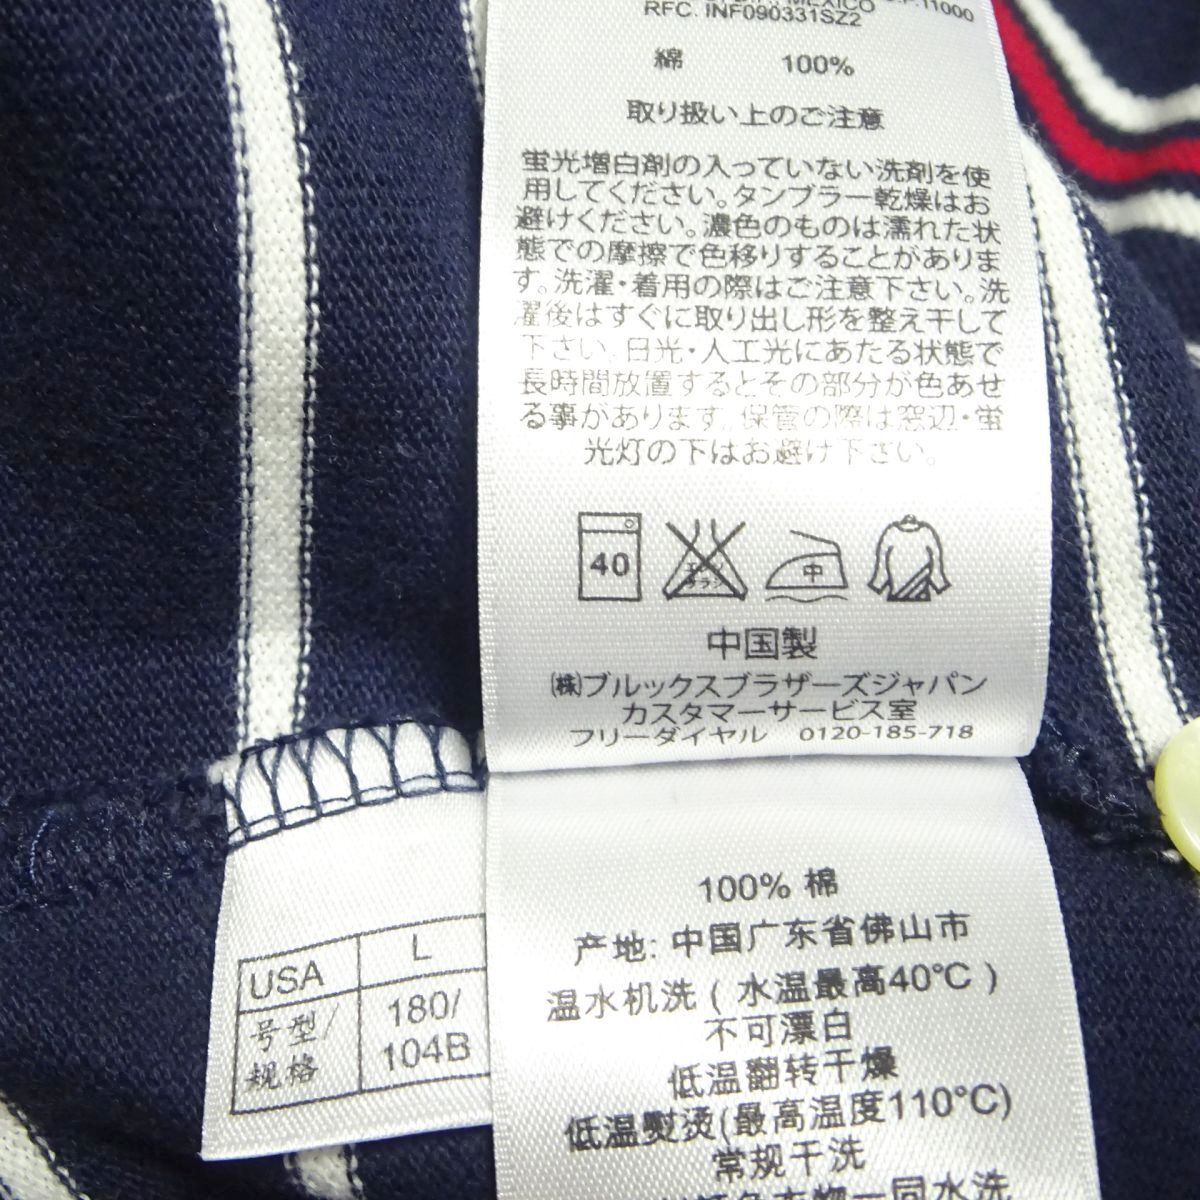 MEXICO
11000
RFC. INF090331SZ2
綿 100%
取り扱い上のご注意
蛍光増白剤の入っていない洗剤を使
用してください。タンブラー乾燥はお
避けください。濃色のものは濡れた状
態での摩擦で色移りすることがありま
す。洗濯・着用の際はご注意下さい。洗
濯後はすぐに取り出し形を整え干して
下さい。日光・人工光にあたる状態で
長時間放置するとその部分が色あせ
る事があります。保管の際は窓辺・蛍
光灯の下はお避け下さい。
40
中
中国製
㈱ブルックスブラザーズジャパン
カスタマーサービス室
フリーダイヤル 0120-185-718
USA L
号型/ 180/
规格 104B
100% 棉
产地: 中国广东省佛山市
温水机洗 ( 水温最高40℃ )
不可漂白
低温翻转干燥
低温熨烫(最高温度110℃)
常规干洗
一同水洗